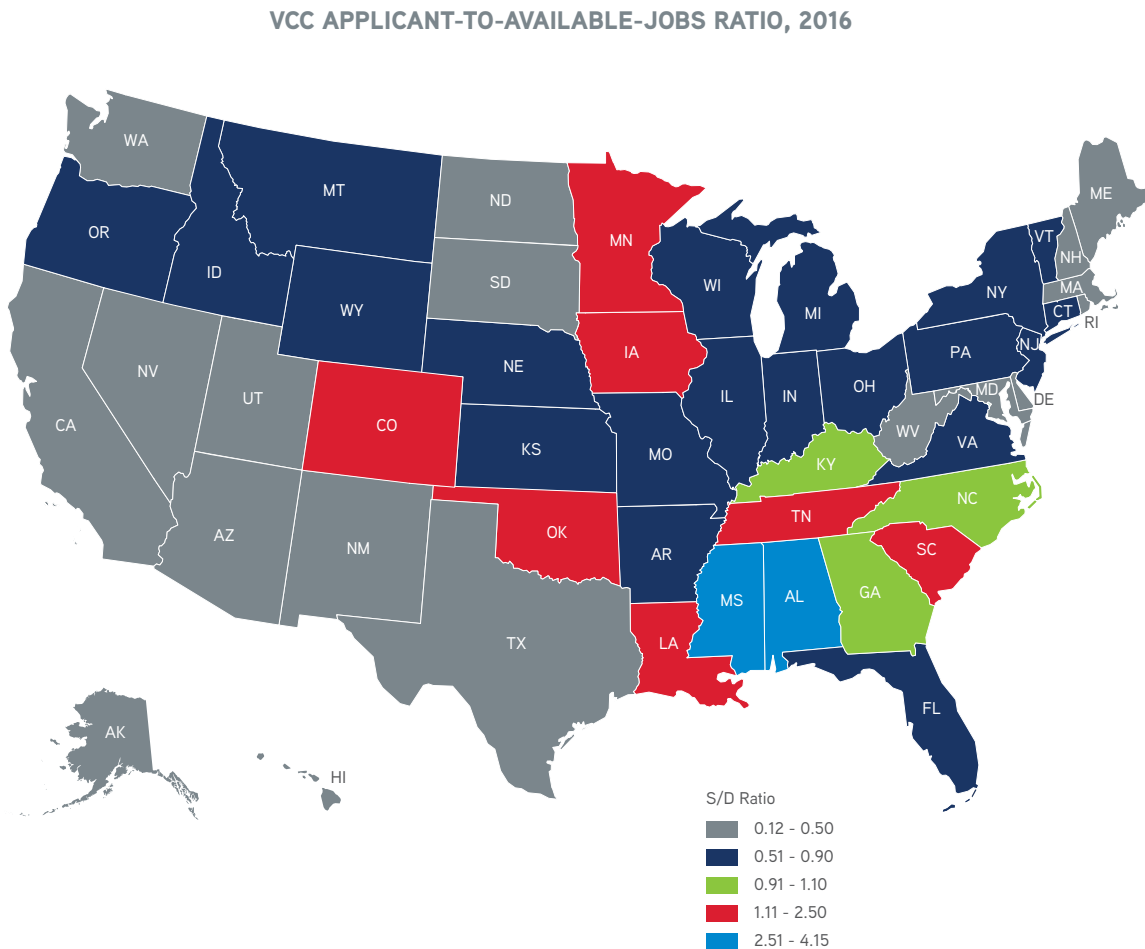 VCC APPLICANT-TO-AVAILABLE-JOBS RATIO, 2016
WA
MT
ND
MN
ME
OR
ID
SD
WI
VT
NH
WY
MI
NY
MA
CT
RI
NV
UT
NE
IA
PA
NJ
CA
CO
KS
MO
IL
IN
OH
MD
DE
WV
VA
KY
NC
AZ
NM
OK
AR
TN
SC
MS
AL
GA
TX
LA
FL
AK
HI
S/D Ratio
0.12 - 0.50
0.51 - 0.90
0.91 - 1.10
1.11 - 2.50
2.51 - 4.15